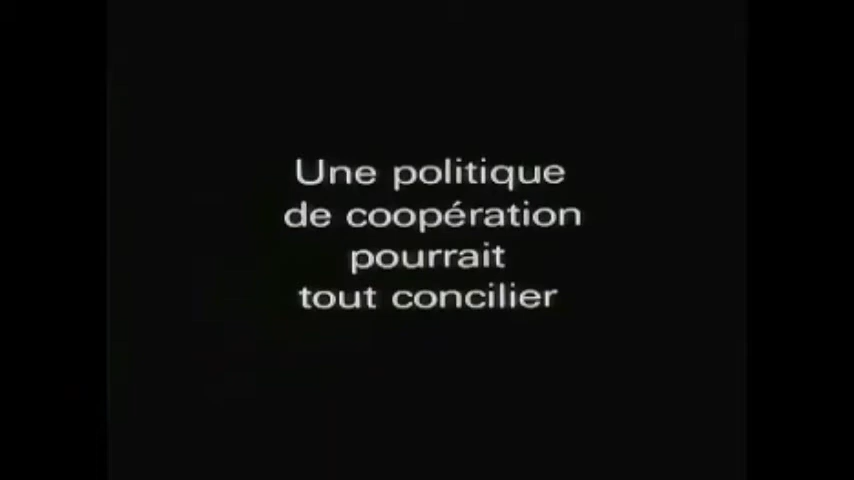 Une politique
de coopération
pourrait
tout concilier